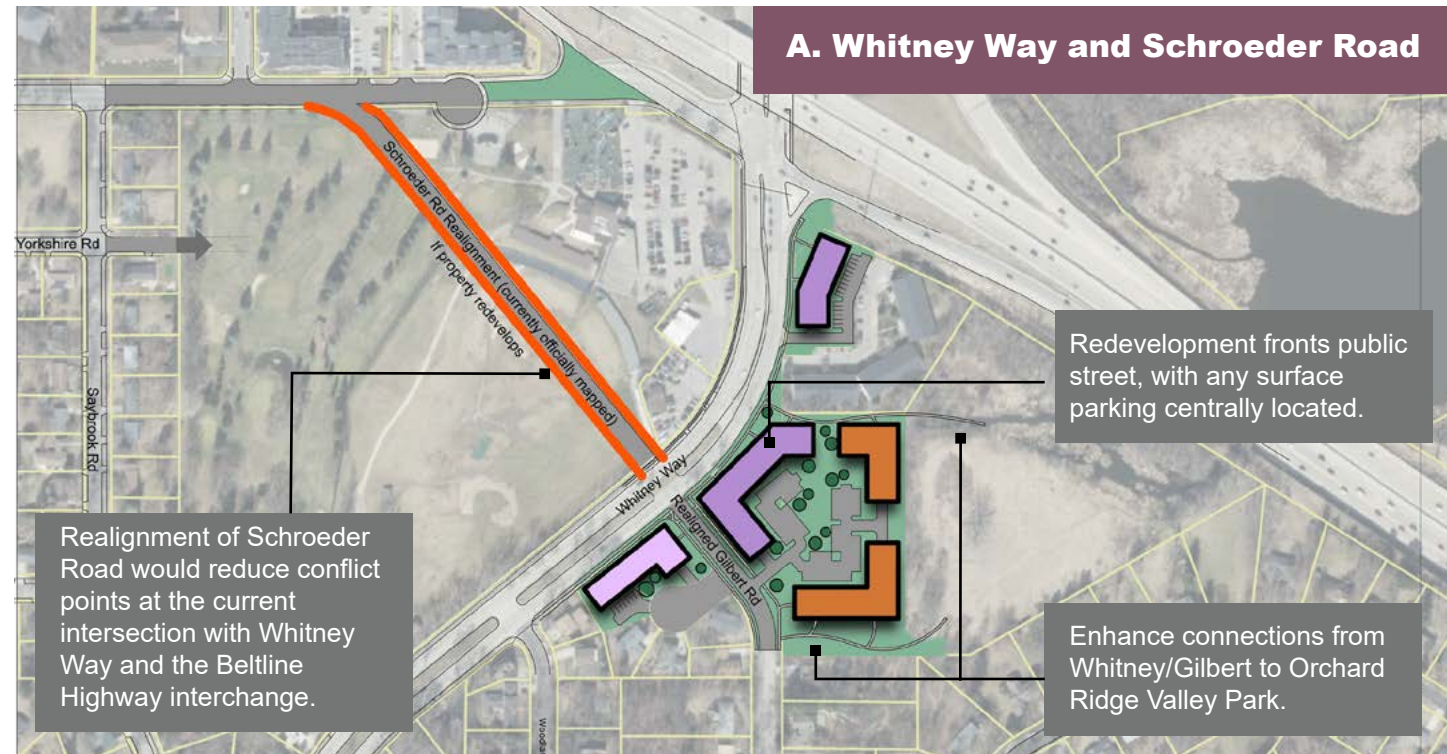 A. Whitney Way and Schroeder Road
Schroeder Rd Realignment (currently officially mapped)
If property redevelops
Yorkshire Rd
Saybrook Rd
Whitney Way
Realigned Gilbert Rd
Redevelopment fronts public
street, with any surface
parking centrally located.
Realignment of Schroeder
Road would reduce conflict
points at the current
intersection with Whitney
Way and the Beltline
Highway interchange.
Enhance connections from
Whitney/Gilbert to Orchard
Ridge Valley Park.